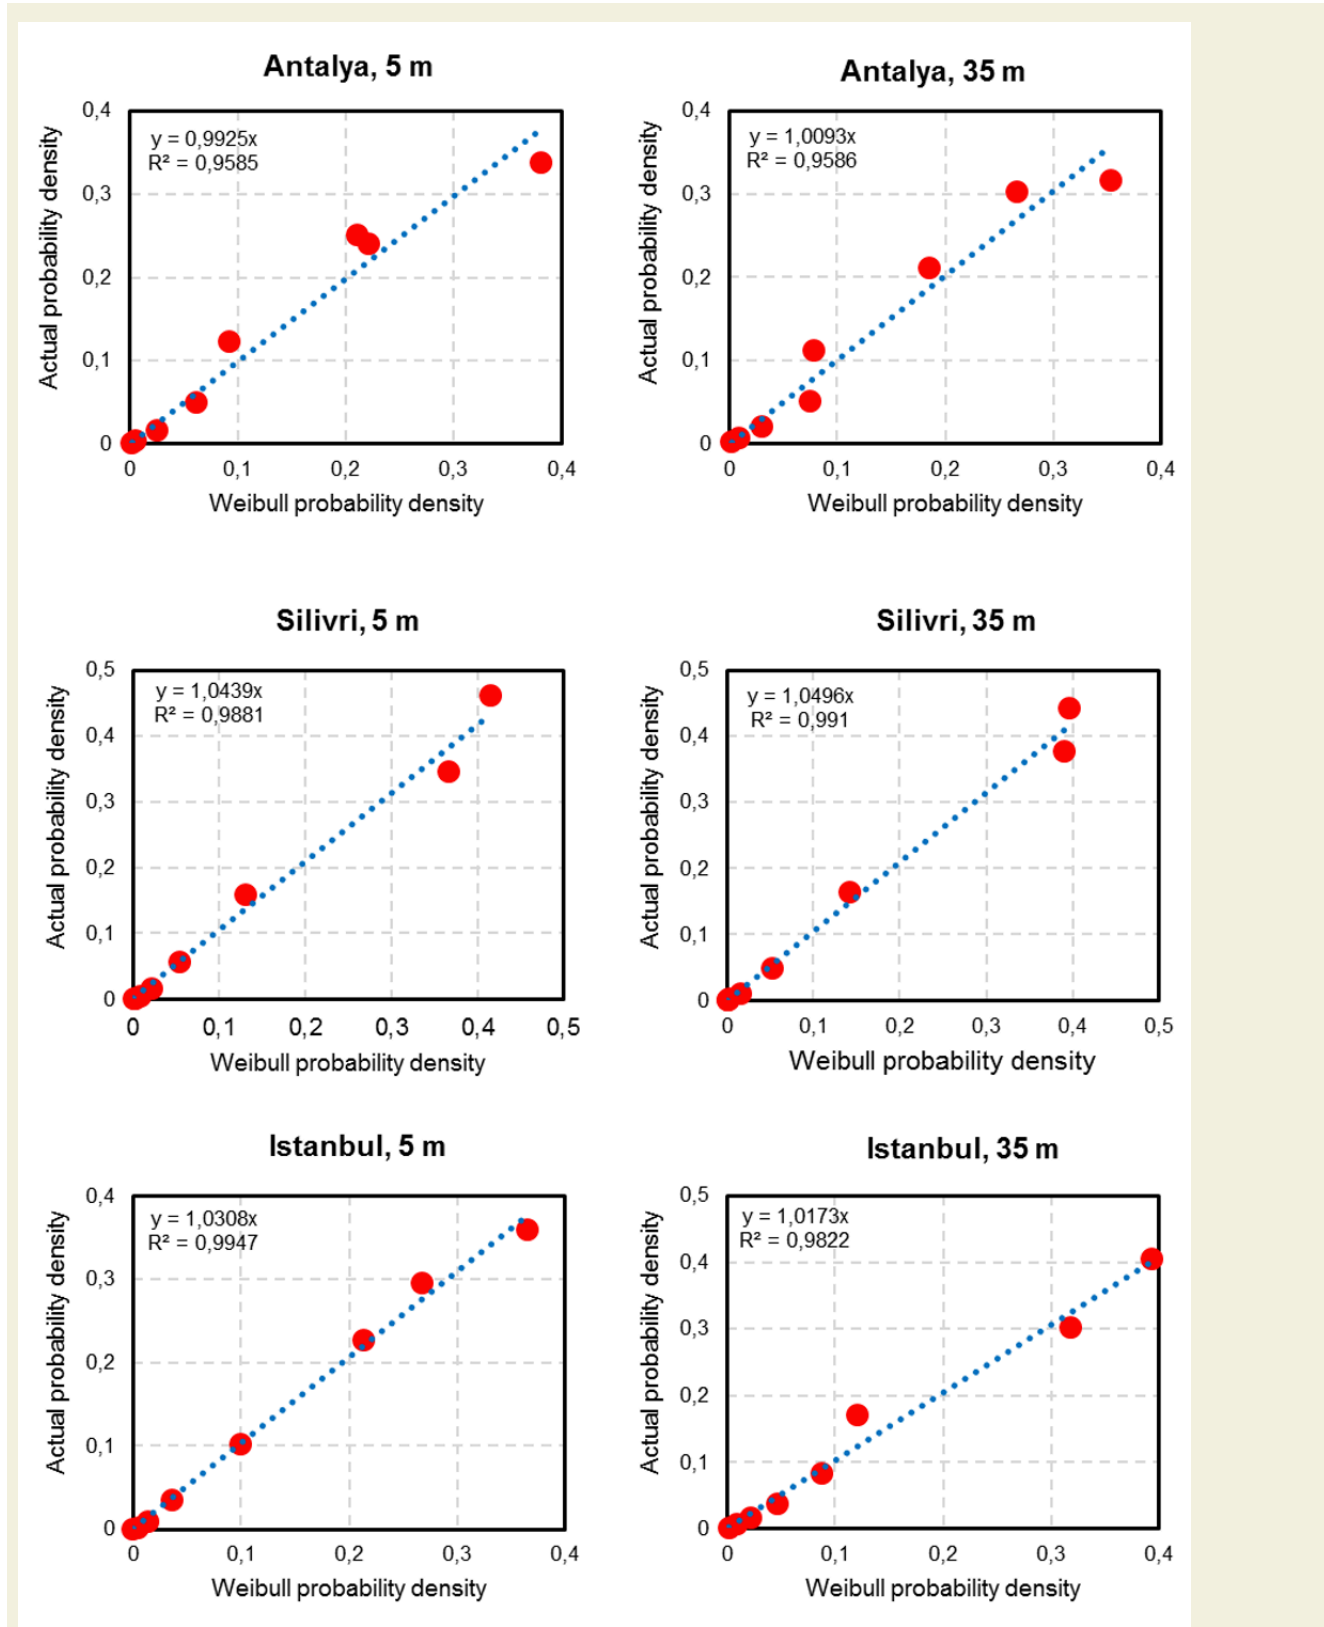 Antalya, 5 m
y = 0,9925x
R² = 0,9585
Actual probability density
0,4
0,3
0,2
0,1
0
0 0,1 0,2 0,3 0,4
Weibull probability density
Antalya, 35 m
y = 1,0093x
R² = 0,9586
Actual probability density
0,4
0,3
0,2
0,1
0
0 0,1 0,2 0,3 0,4
Weibull probability density
Silivri, 5 m
y = 1,0439x
R² = 0,9881
Actual probability density
0,5
0,4
0,3
0,2
0,1
0
0 0,1 0,2 0,3 0,4 0,5
Weibull probability density
Silivri, 35 m
y = 1,0496x
R² = 0,991
Actual probability density
0,5
0,4
0,3
0,2
0,1
0
0 0,1 0,2 0,3 0,4 0,5
Weibull probability density
Istanbul, 5 m
y = 1,0308x
R² = 0,9947
Actual probability density
0,4
0,3
0,2
0,1
0
0 0,1 0,2 0,3 0,4
Weibull probability density
Istanbul, 35 m
y = 1,0173x
R² = 0,9822
Actual probability density
0,5
0,4
0,3
0,2
0,1
0
0 0,1 0,2 0,3 0,4
Weibull probability density